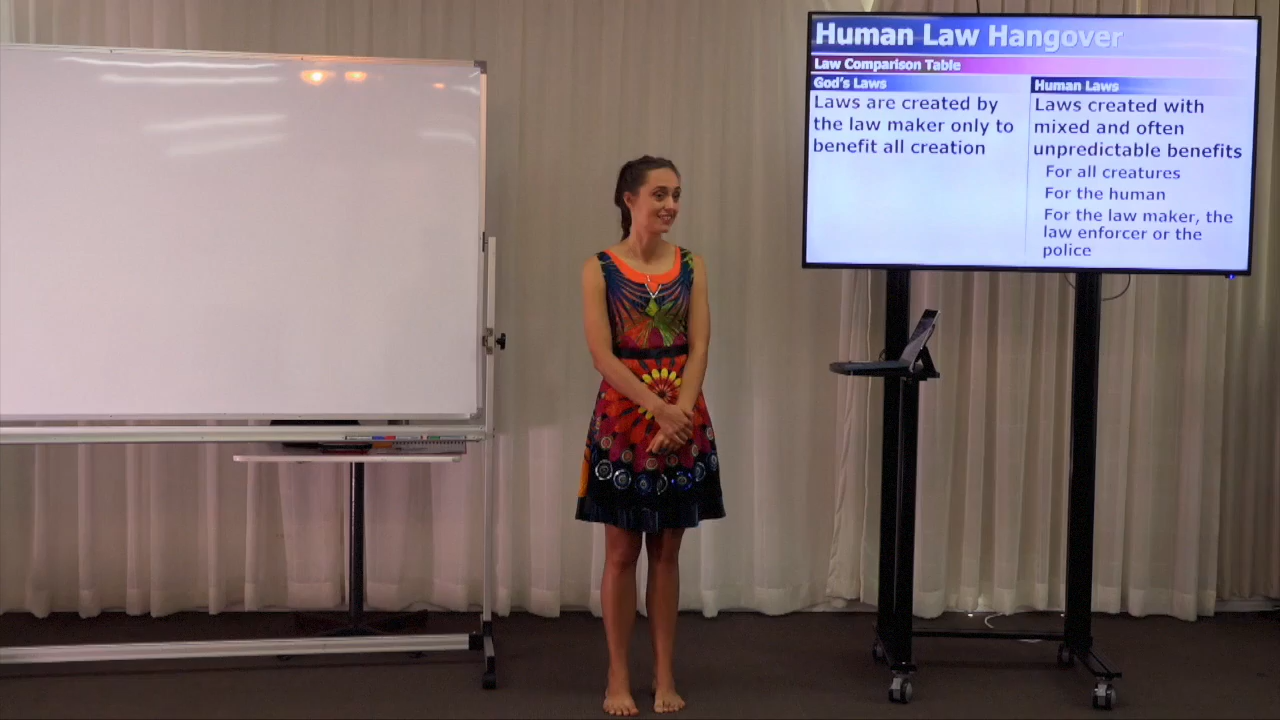 Human Law Hangover
Law Comparison Table
God's Laws
Laws are created by
the law maker only to
benefit all creation
Human Laws
Laws created with
mixed and often
unpredictable benefits
For all creatures
For the human
For the law maker, the
law enforcer or the
police